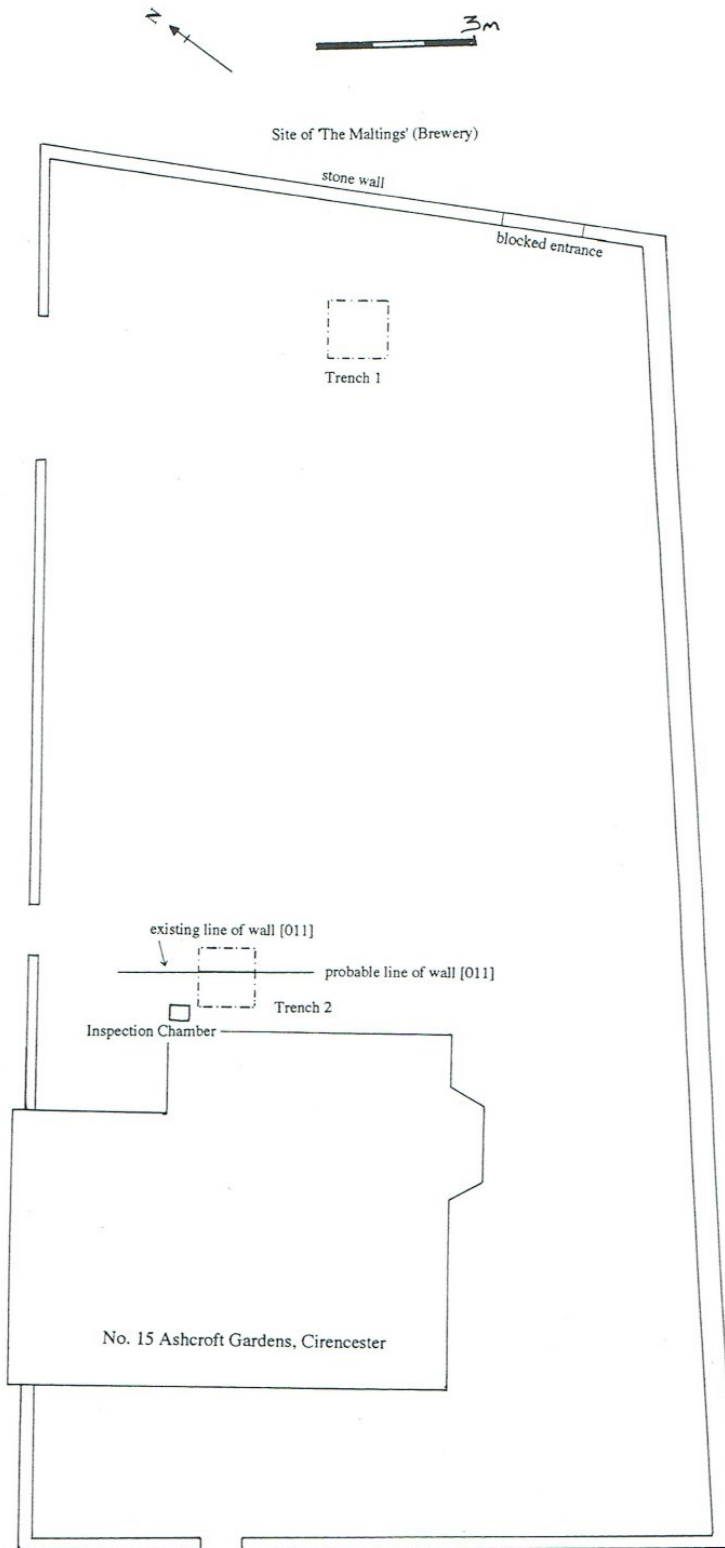 N
3m
Site of 'The Maltings' (Brewery)
stone wall
blocked entrance
Trench 1
existing line of wall [011]
probable line of wall [011]
Trench 2
Inspection Chamber
No. 15 Ashcroft Gardens, Cirencester